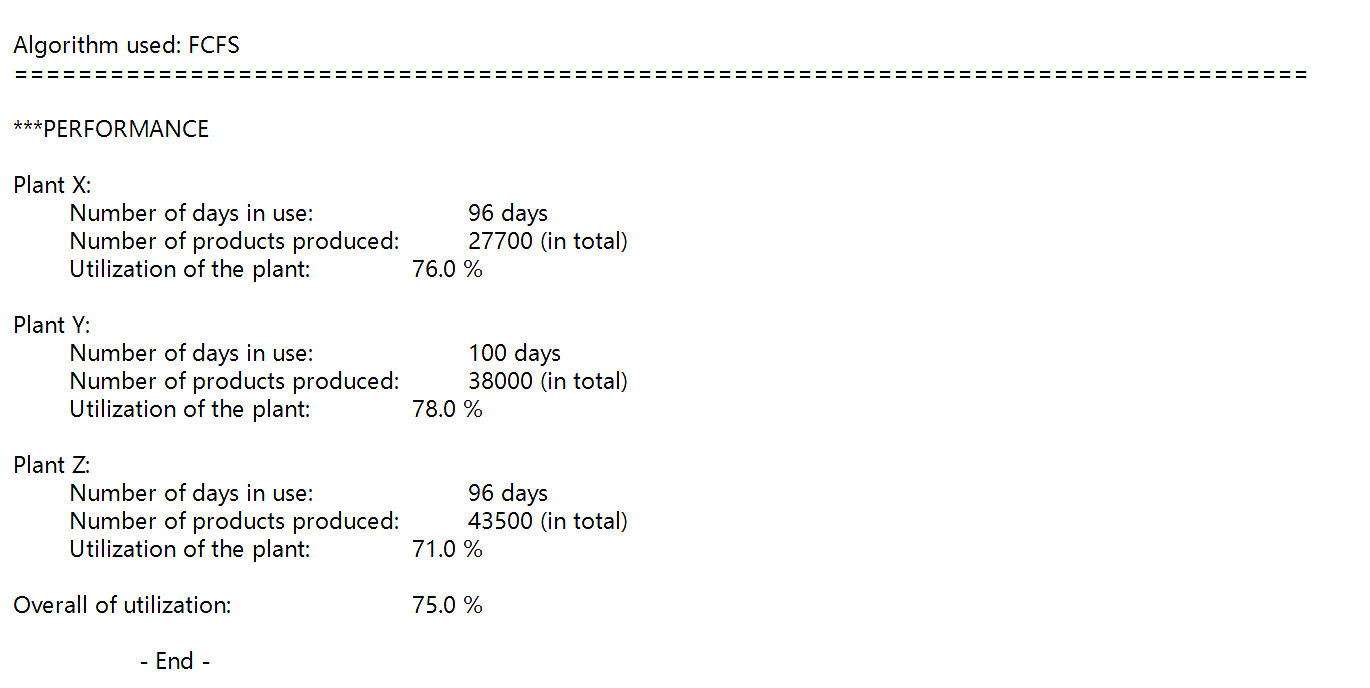 Algorithm used: FCFS
=================================================================================
***PERFORMANCE
Plant X:
Number of days in use: 96 days
Number of products produced: 27700 (in total)
Utilization of the plant: 76.0 %
Plant Y:
Number of days in use: 100 days
Number of products produced: 38000 (in total)
Utilization of the plant: 78.0 %
Plant Z:
Number of days in use: 96 days
Number of products produced: 43500 (in total)
Utilization of the plant: 71.0 %
Overall of utilization: 75.0 %
- End -